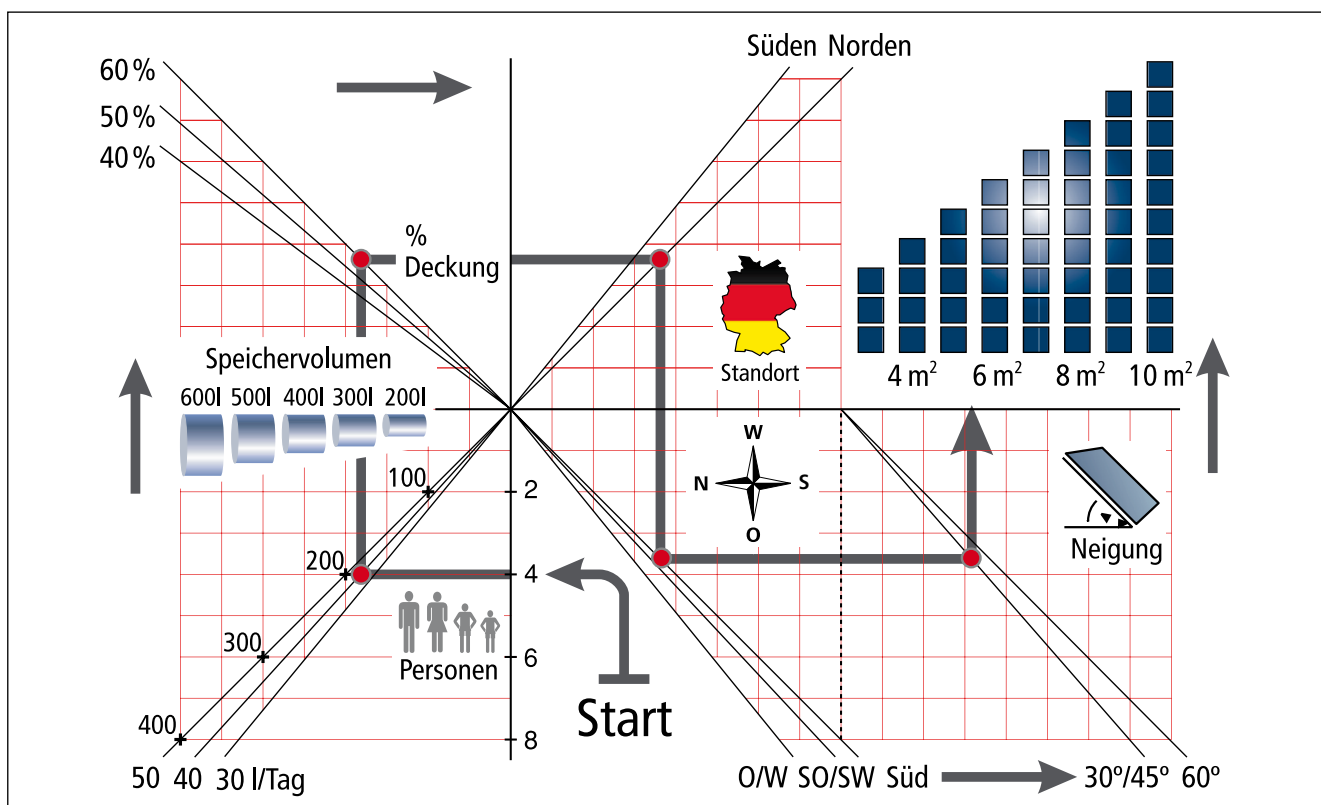 Süden Norden
60 %
50 %
40 %
%
Deckung
Standort
4 m² 6 m² 8 m² 10 m²
Speichervolumen
600l 500l 400l 300l 200l
W
N S
O
Neigung
100
2
200
4
Personen
300
6
Start
400
8
50 40 30 l/Tag
O/W SO/SW Süd 30º/45º 60º